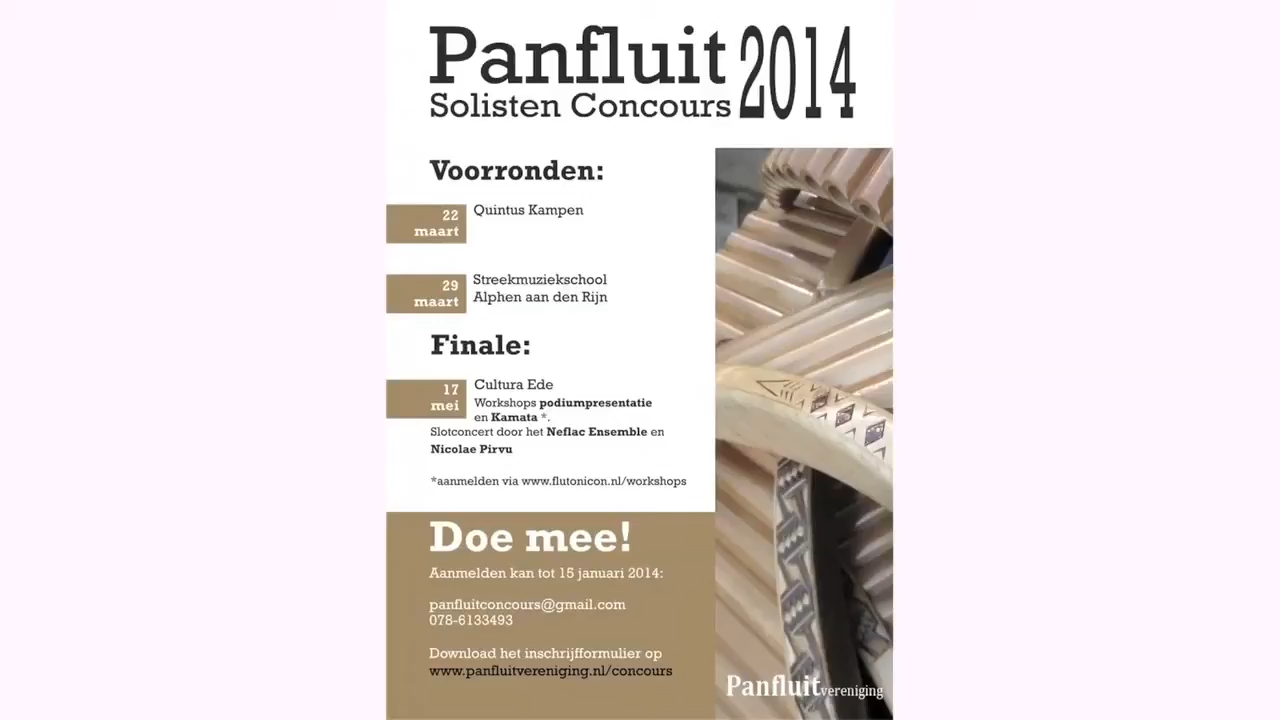 Panfluit 2014
Solisten Concours
Voorronden:
22 maart
Quintus Kampen
29 maart
Streekmuziekschool
Alphen aan den Rijn
Finale:
17 mei
Cultura Ede
Workshops podiumpresentatie
en Kamata *.
Slotconcert door het Neflac Ensemble en
Nicolae Pirvu
*aanmelden via www.flutonicon.nl/workshops
Doe mee!
Aanmelden kan tot 15 januari 2014:
panfluitconcours@gmail.com
078-6133493
Download het inschrijfformulier op
www.panfluitvereniging.nl/concours
Panfluitvereniging